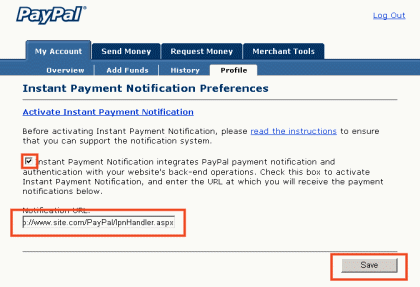 PayPal®
Log Out
My Account Send Money Request Money Merchant Tools
Overview Add Funds History Profile
Instant Payment Notification Preferences
Activate Instant Payment Notification
Before activating Instant Payment Notification, please read the instructions to ensure
that you can support the notification system.
Instant Payment Notification integrates PayPal payment notification and
authentication with your website's back-end operations. Check this box to activate
Instant Payment Notification, and enter the URL at which you will receive the payment
notifications below.
Notification URL:
p://www.site.com/PayPal/IpnHandler.aspx
Save